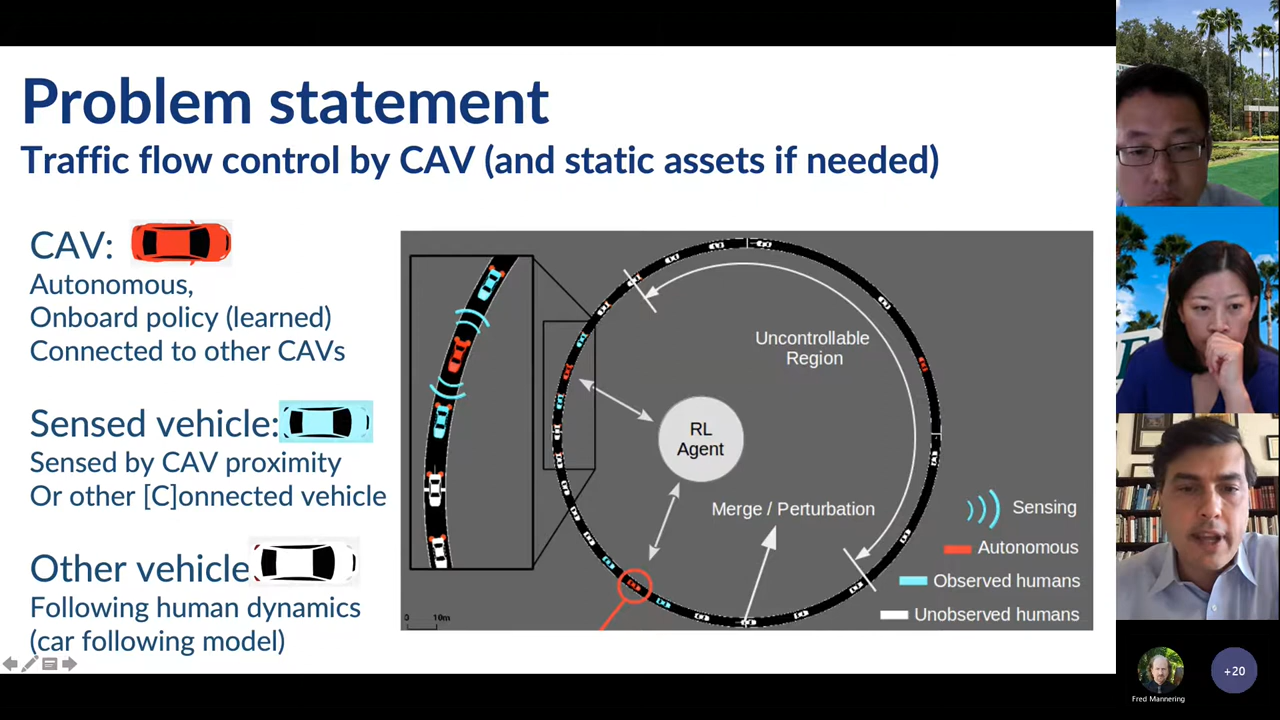 Problem statement
Traffic flow control by CAV (and static assets if needed)
CAV:
Autonomous,
Onboard policy (learned)
Connected to other CAVs
Sensed vehicle:
Sensed by CAV proximity
Or other [C]onnected vehicle
Other vehicle
Following human dynamics
(car following model)
Uncontrollable
Region
RL
Agent
Merge / Perturbation
Sensing
Autonomous
Observed humans
Unobserved humans
0 10m
Fred Mannering
+20